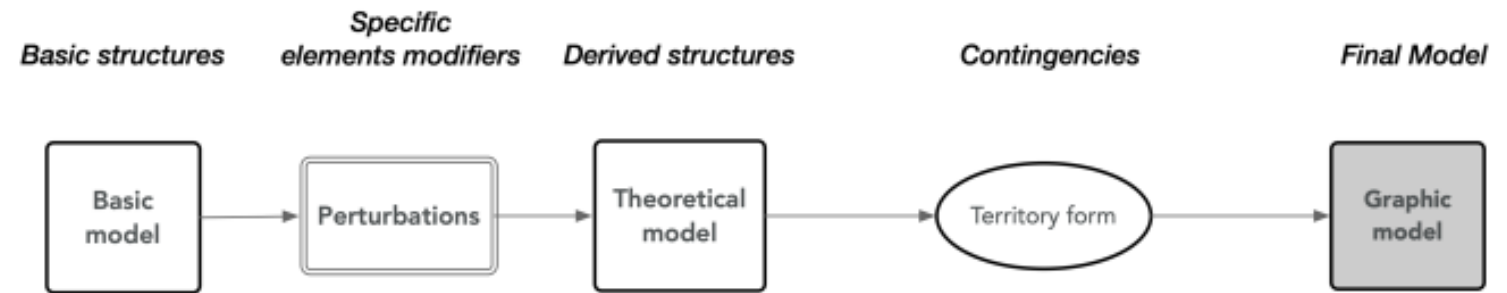 Basic structures
Specific
elements modifiers
Derived structures
Contingencies
Final Model
Basic
model
Perturbations
Theoretical
model
Territory form
Graphic
model